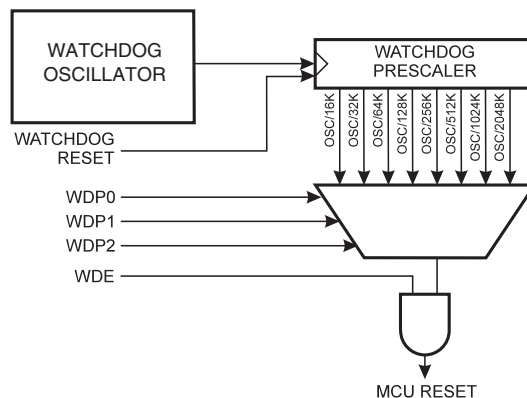 WATCHDOG
OSCILLATOR
WATCHDOG
PRESCALER
WATCHDOG
RESET
OSC/16K
OSC/32K
OSC/64K
OSC/128K
OSC/256K
OSC/512K
OSC/1024K
OSC/2048K
WDP0
WDP1
WDP2
WDE
MCU RESET